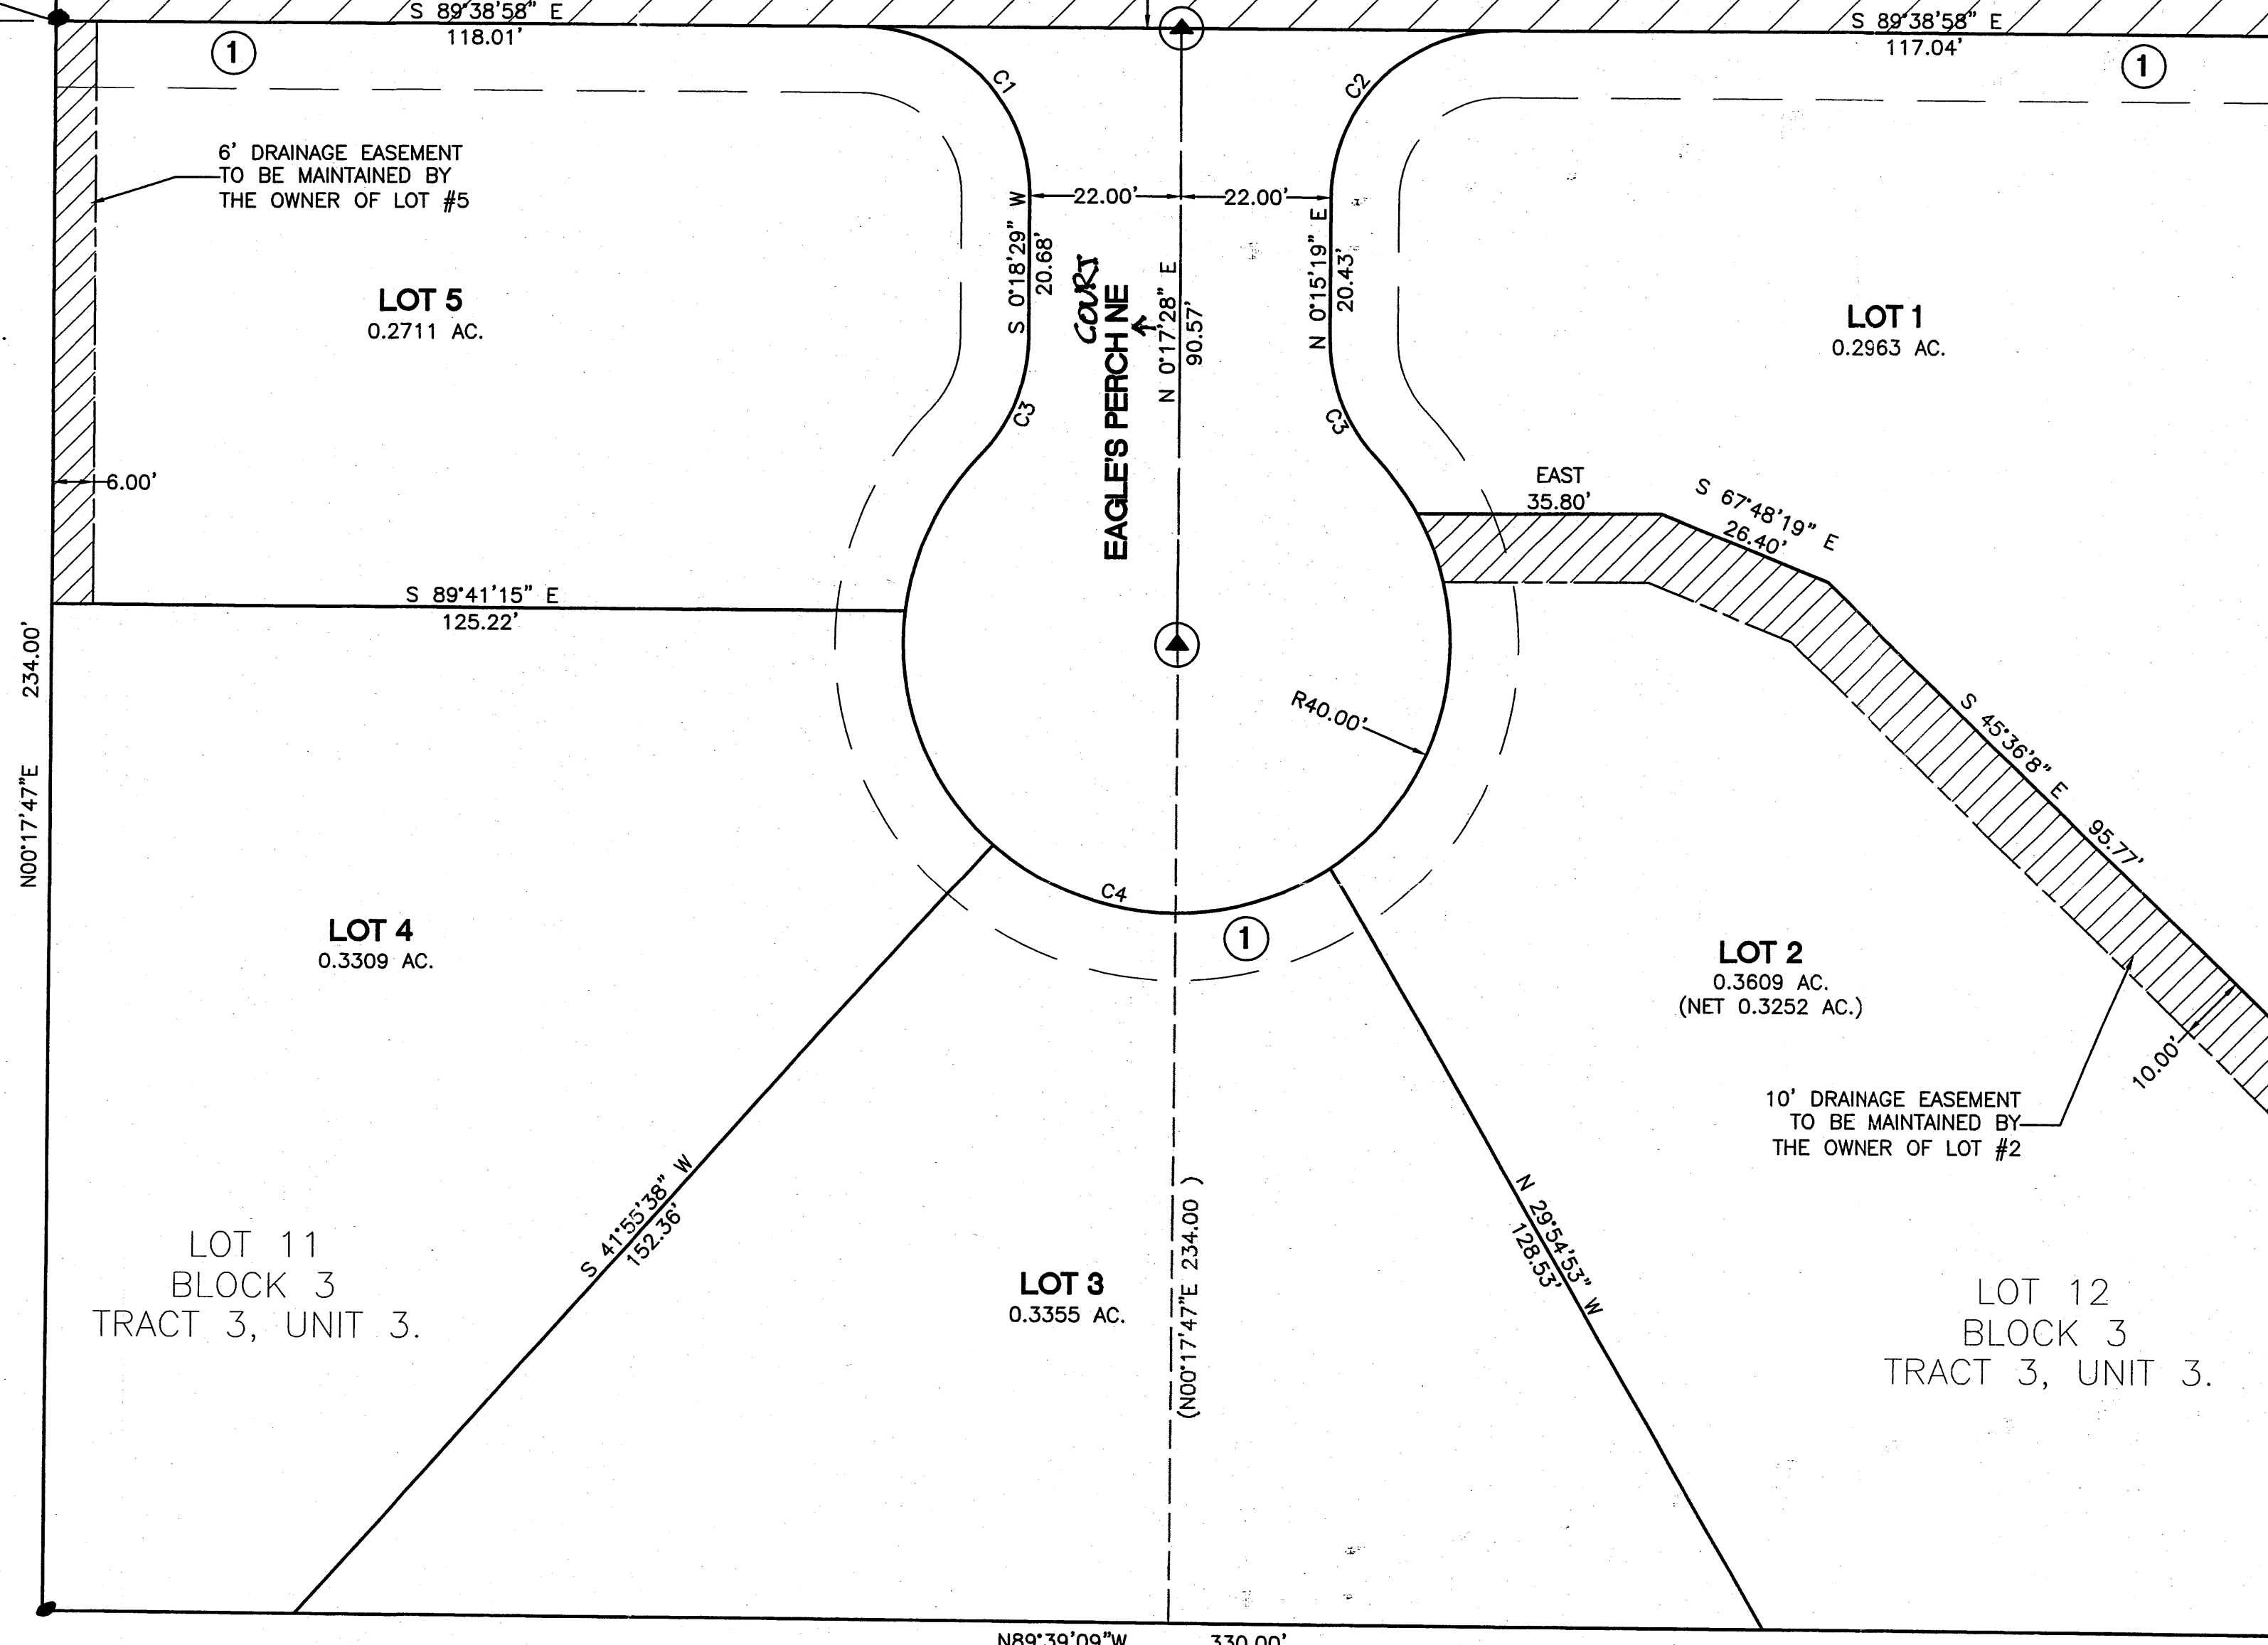 S 89°38'58" E
118.01'
S 89°38'58" E
117.04'
1
1
C1
C2
6' DRAINAGE EASEMENT
TO BE MAINTAINED BY
THE OWNER OF LOT #5
22.00'
22.00'
S 0°18'29" W
20.68'
N 0°15'19" E
20.43'
COURT
EAGLE'S PERCH NE
N 0°17'28" E
90.57'
LOT 5
0.2711 AC.
LOT 1
0.2963 AC.
C3
C3
6.00'
EAST
35.80'
S 67°48'19" E
26.40'
S 89°41'15" E
125.22'
234.00'
N00°17'47"E
R40.00'
S 45°36'8" E
95.77'
C4
1
LOT 4
0.3309 AC.
LOT 2
0.3609 AC.
(NET 0.3252 AC.)
10.00'
10' DRAINAGE EASEMENT
TO BE MAINTAINED BY
THE OWNER OF LOT #2
S 41°55'38" W
152.36'
(N00°17'47"E 234.00 )
N 29°54'53" W
128.53'
LOT 11
BLOCK 3
TRACT 3, UNIT 3.
LOT 3
0.3355 AC.
LOT 12
BLOCK 3
TRACT 3, UNIT 3.
N89°39'09"W 330.00'